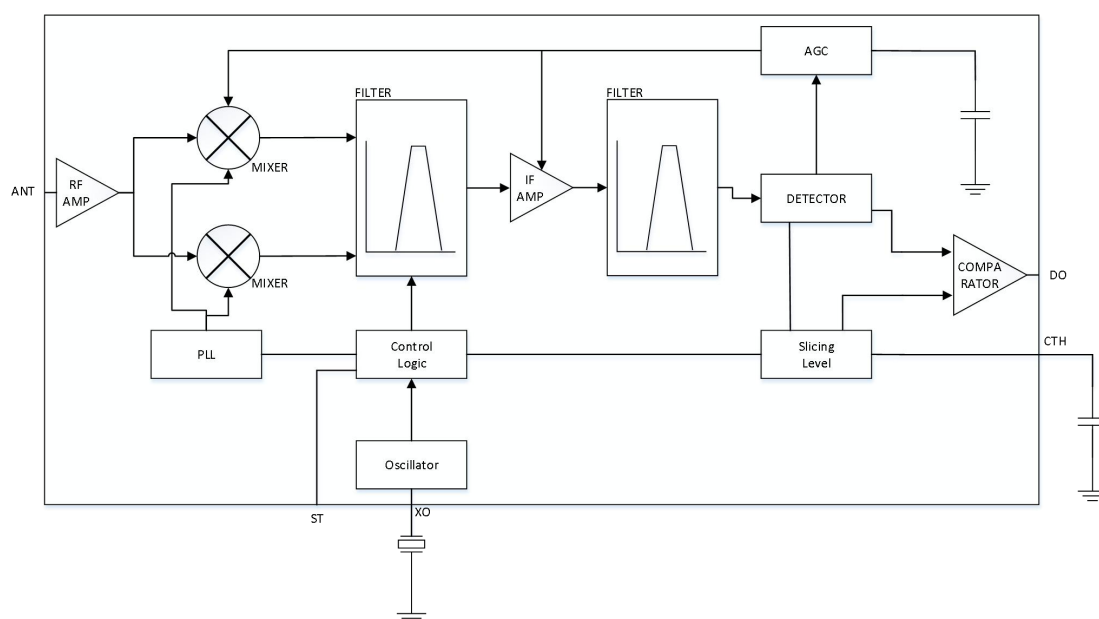 AGC
FILTER
FILTER
MIXER
ANT
RF
AMP
IF
AMP
DETECTOR
MIXER
COMPA
RATOR
DO
PLL
Control
Logic
Slicing
Level
CTH
Oscillator
ST
XO